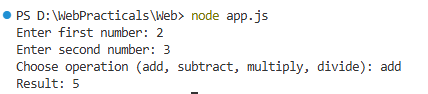 PS D:\WebPracticals\Web> node app.js
Enter first number: 2
Enter second number: 3
Choose operation (add, subtract, multiply, divide): add
Result: 5